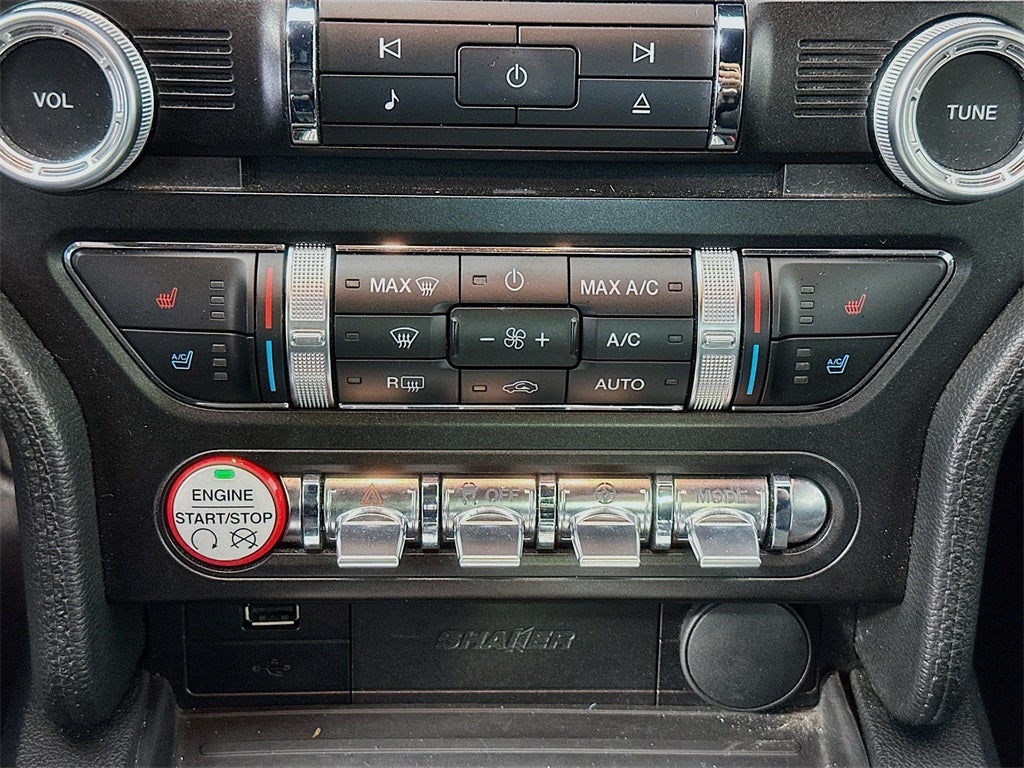 VOL
TUNE
MAX
MAX A/C
A/C
R
AUTO
A/C
A/C
ENGINE
START/STOP
OFF
MODE
SHAKER